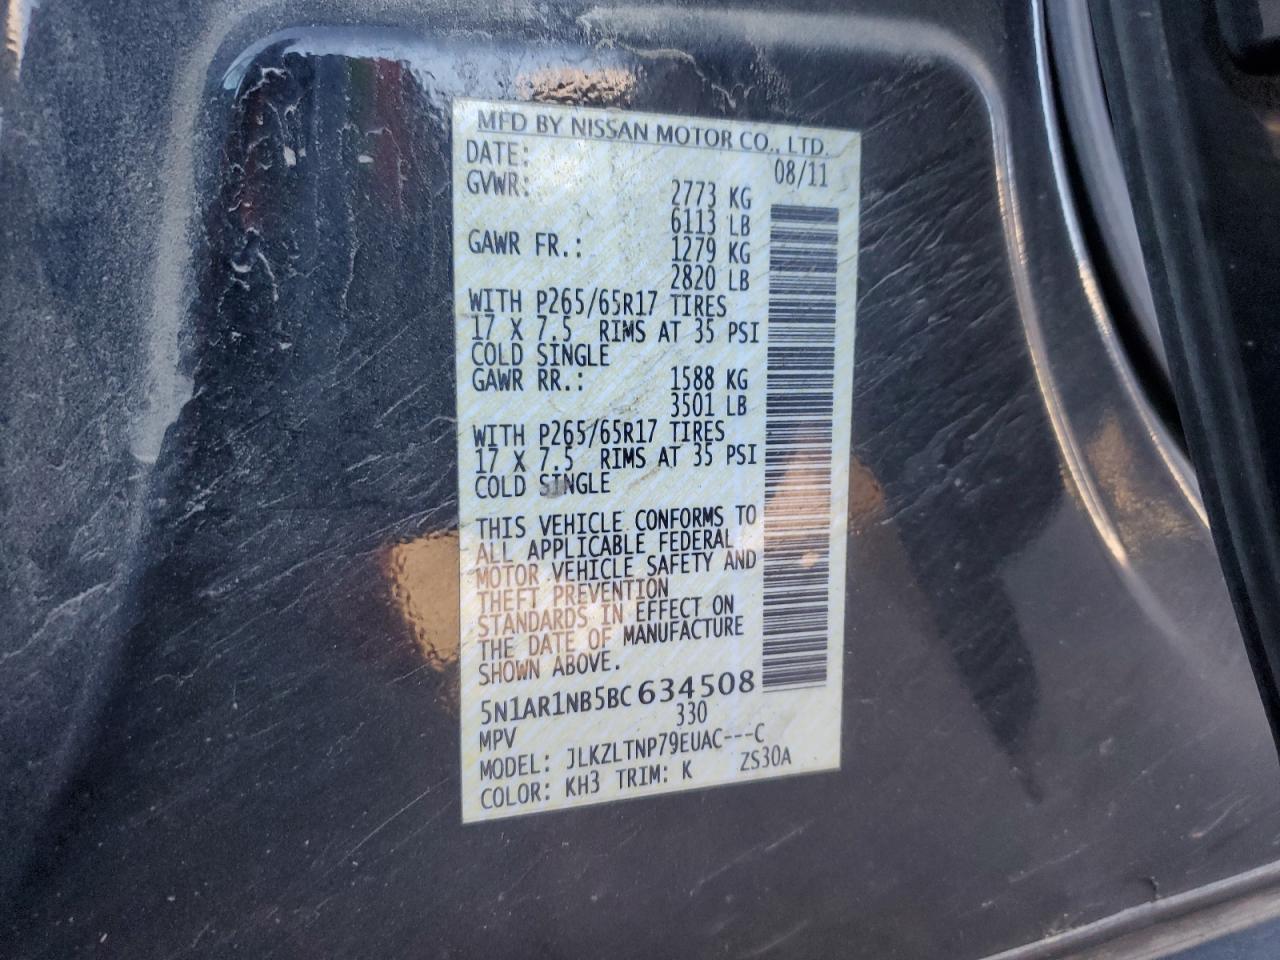 MFD BY NISSAN MOTOR CO., LTD.
DATE: 08/11
GVWR: 2773 KG
6113 LB
GAWR FR.: 1279 KG
2820 LB
WITH P265/65R17 TIRES
17 X 7.5 RIMS AT 35 PSI
COLD SINGLE
GAWR RR.: 1588 KG
3501 LB
WITH P265/65R17 TIRES
17 X 7.5 RIMS AT 35 PSI
COLD SINGLE
THIS VEHICLE CONFORMS TO
ALL APPLICABLE FEDERAL
MOTOR VEHICLE SAFETY AND
THEFT PREVENTION
STANDARDS IN EFFECT ON
THE DATE OF MANUFACTURE
SHOWN ABOVE.
5N1AR1NB5BC634508
MPV 330
MODEL: JLKZLTNP79EUAC---C
COLOR: KH3 TRIM: K ZS30A